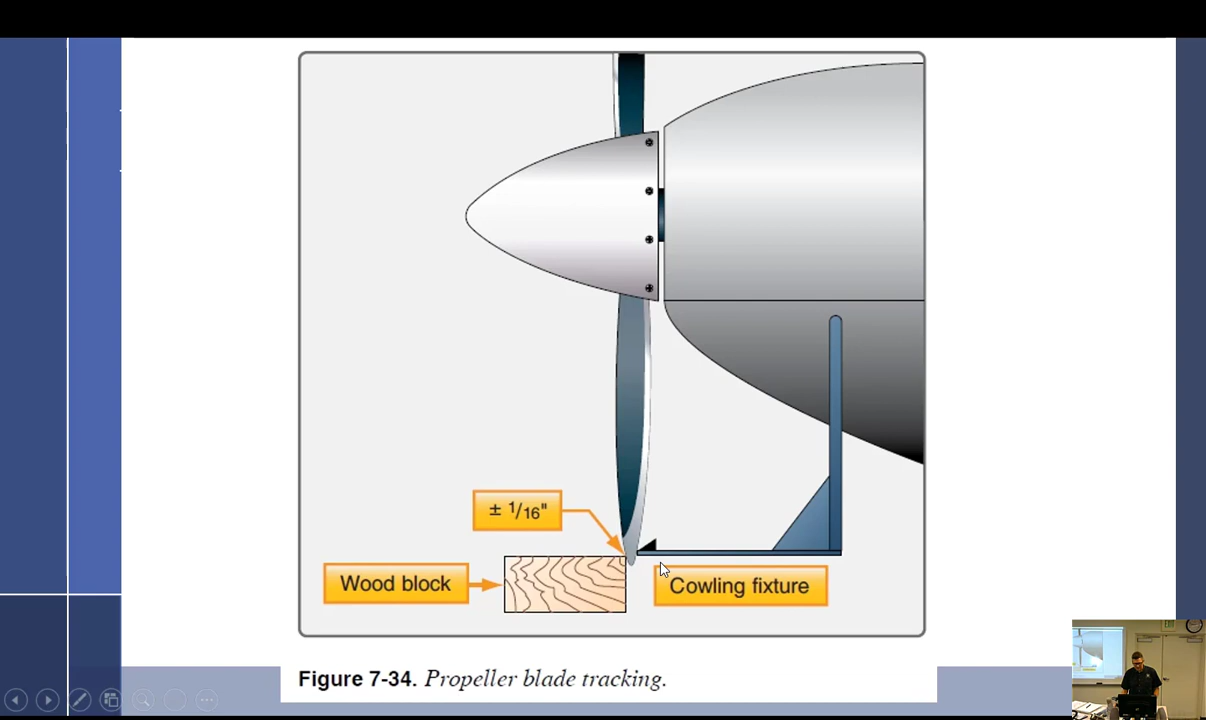 ± 1/16"
Wood block
Cowling fixture
Figure 7-34. Propeller blade tracking.